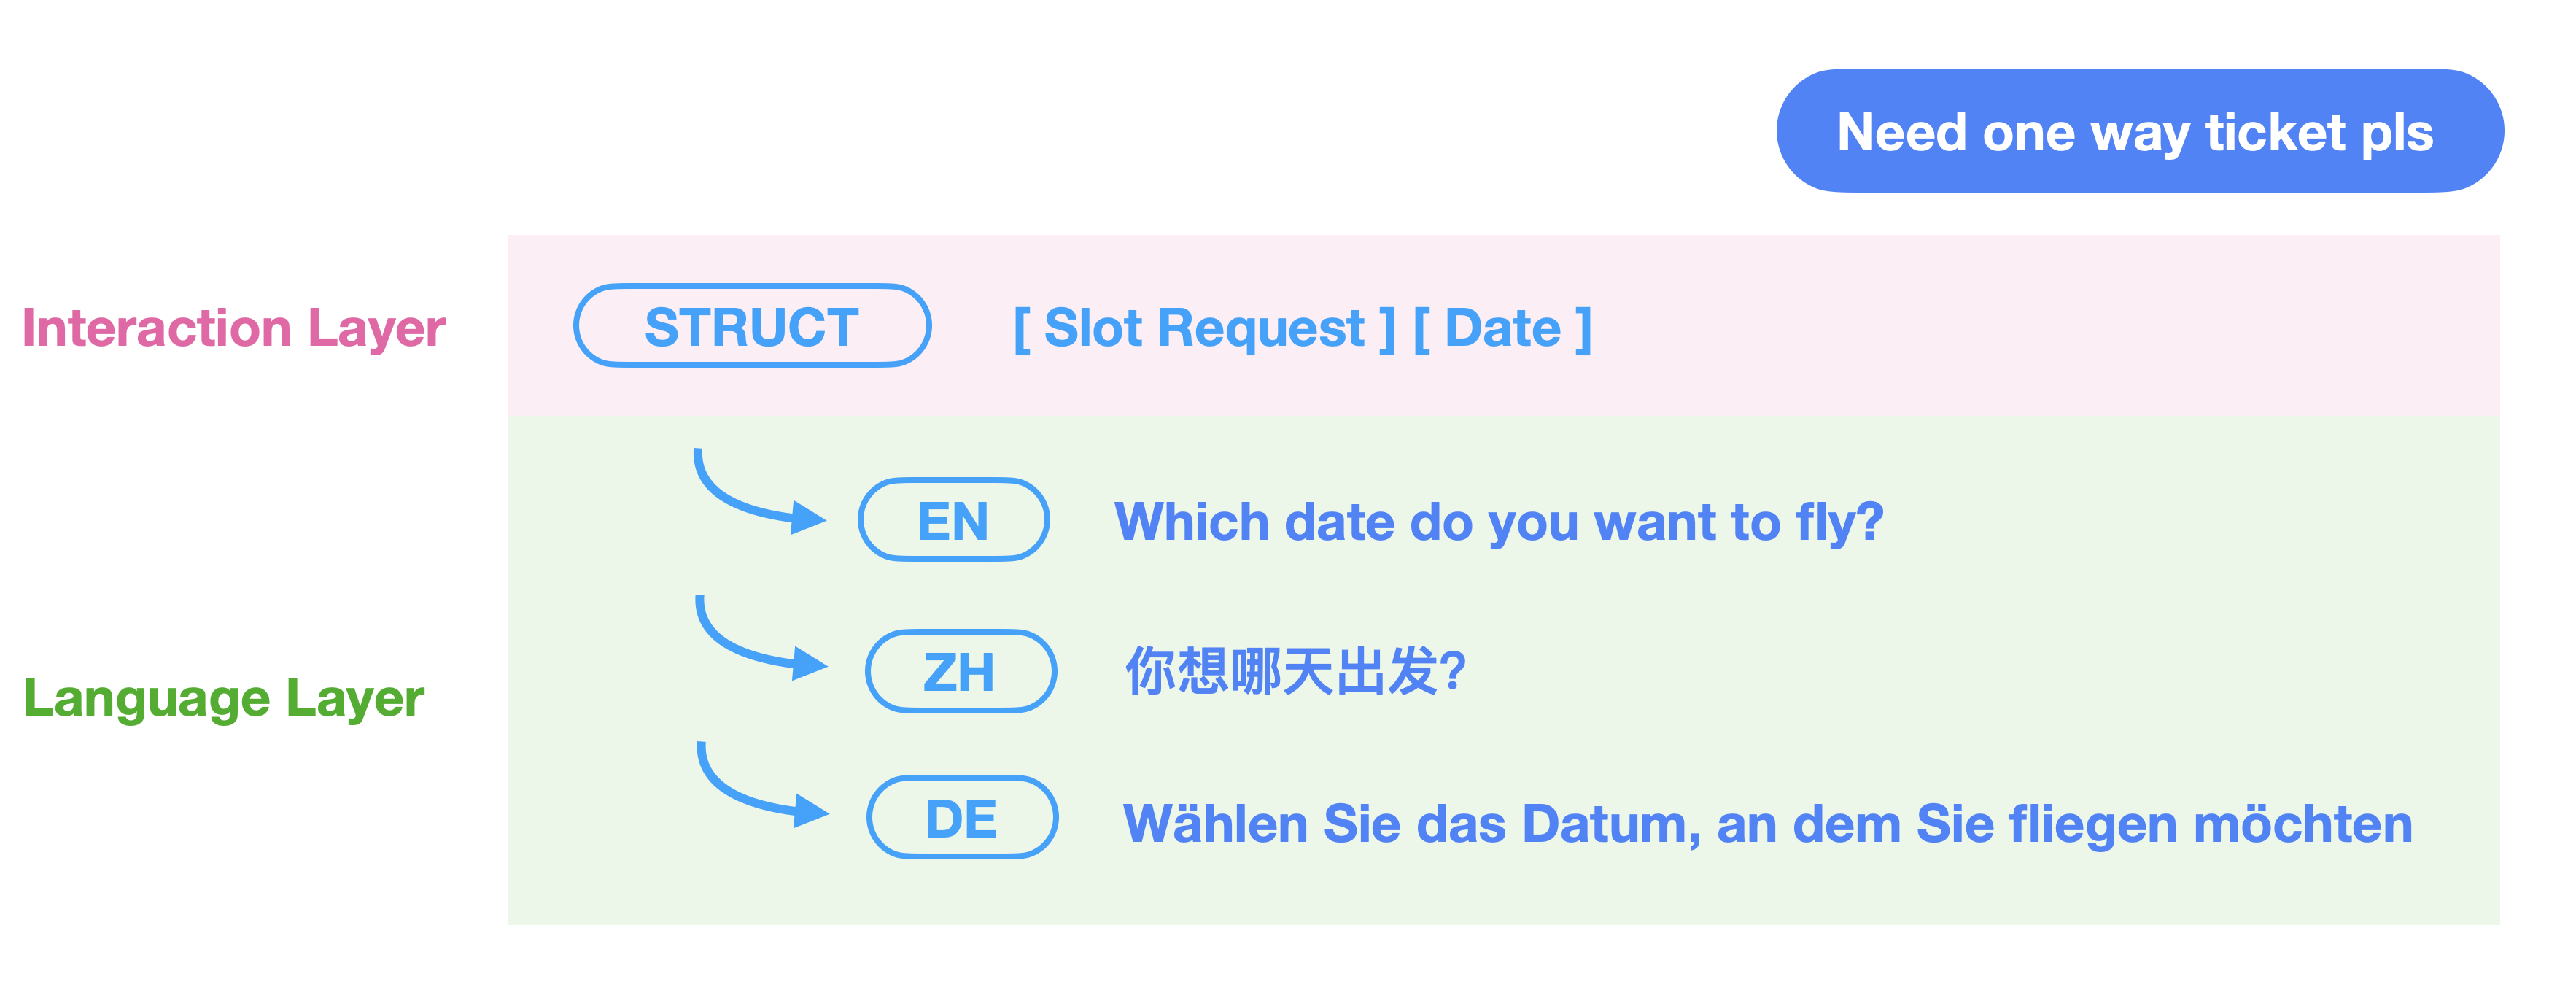 Need one way ticket pls
Interaction Layer
STRUCT
[ Slot Request ] [ Date ]
EN
Which date do you want to fly?
Language Layer
ZH
你想哪天出发?
DE
Wählen Sie das Datum, an dem Sie fliegen möchten